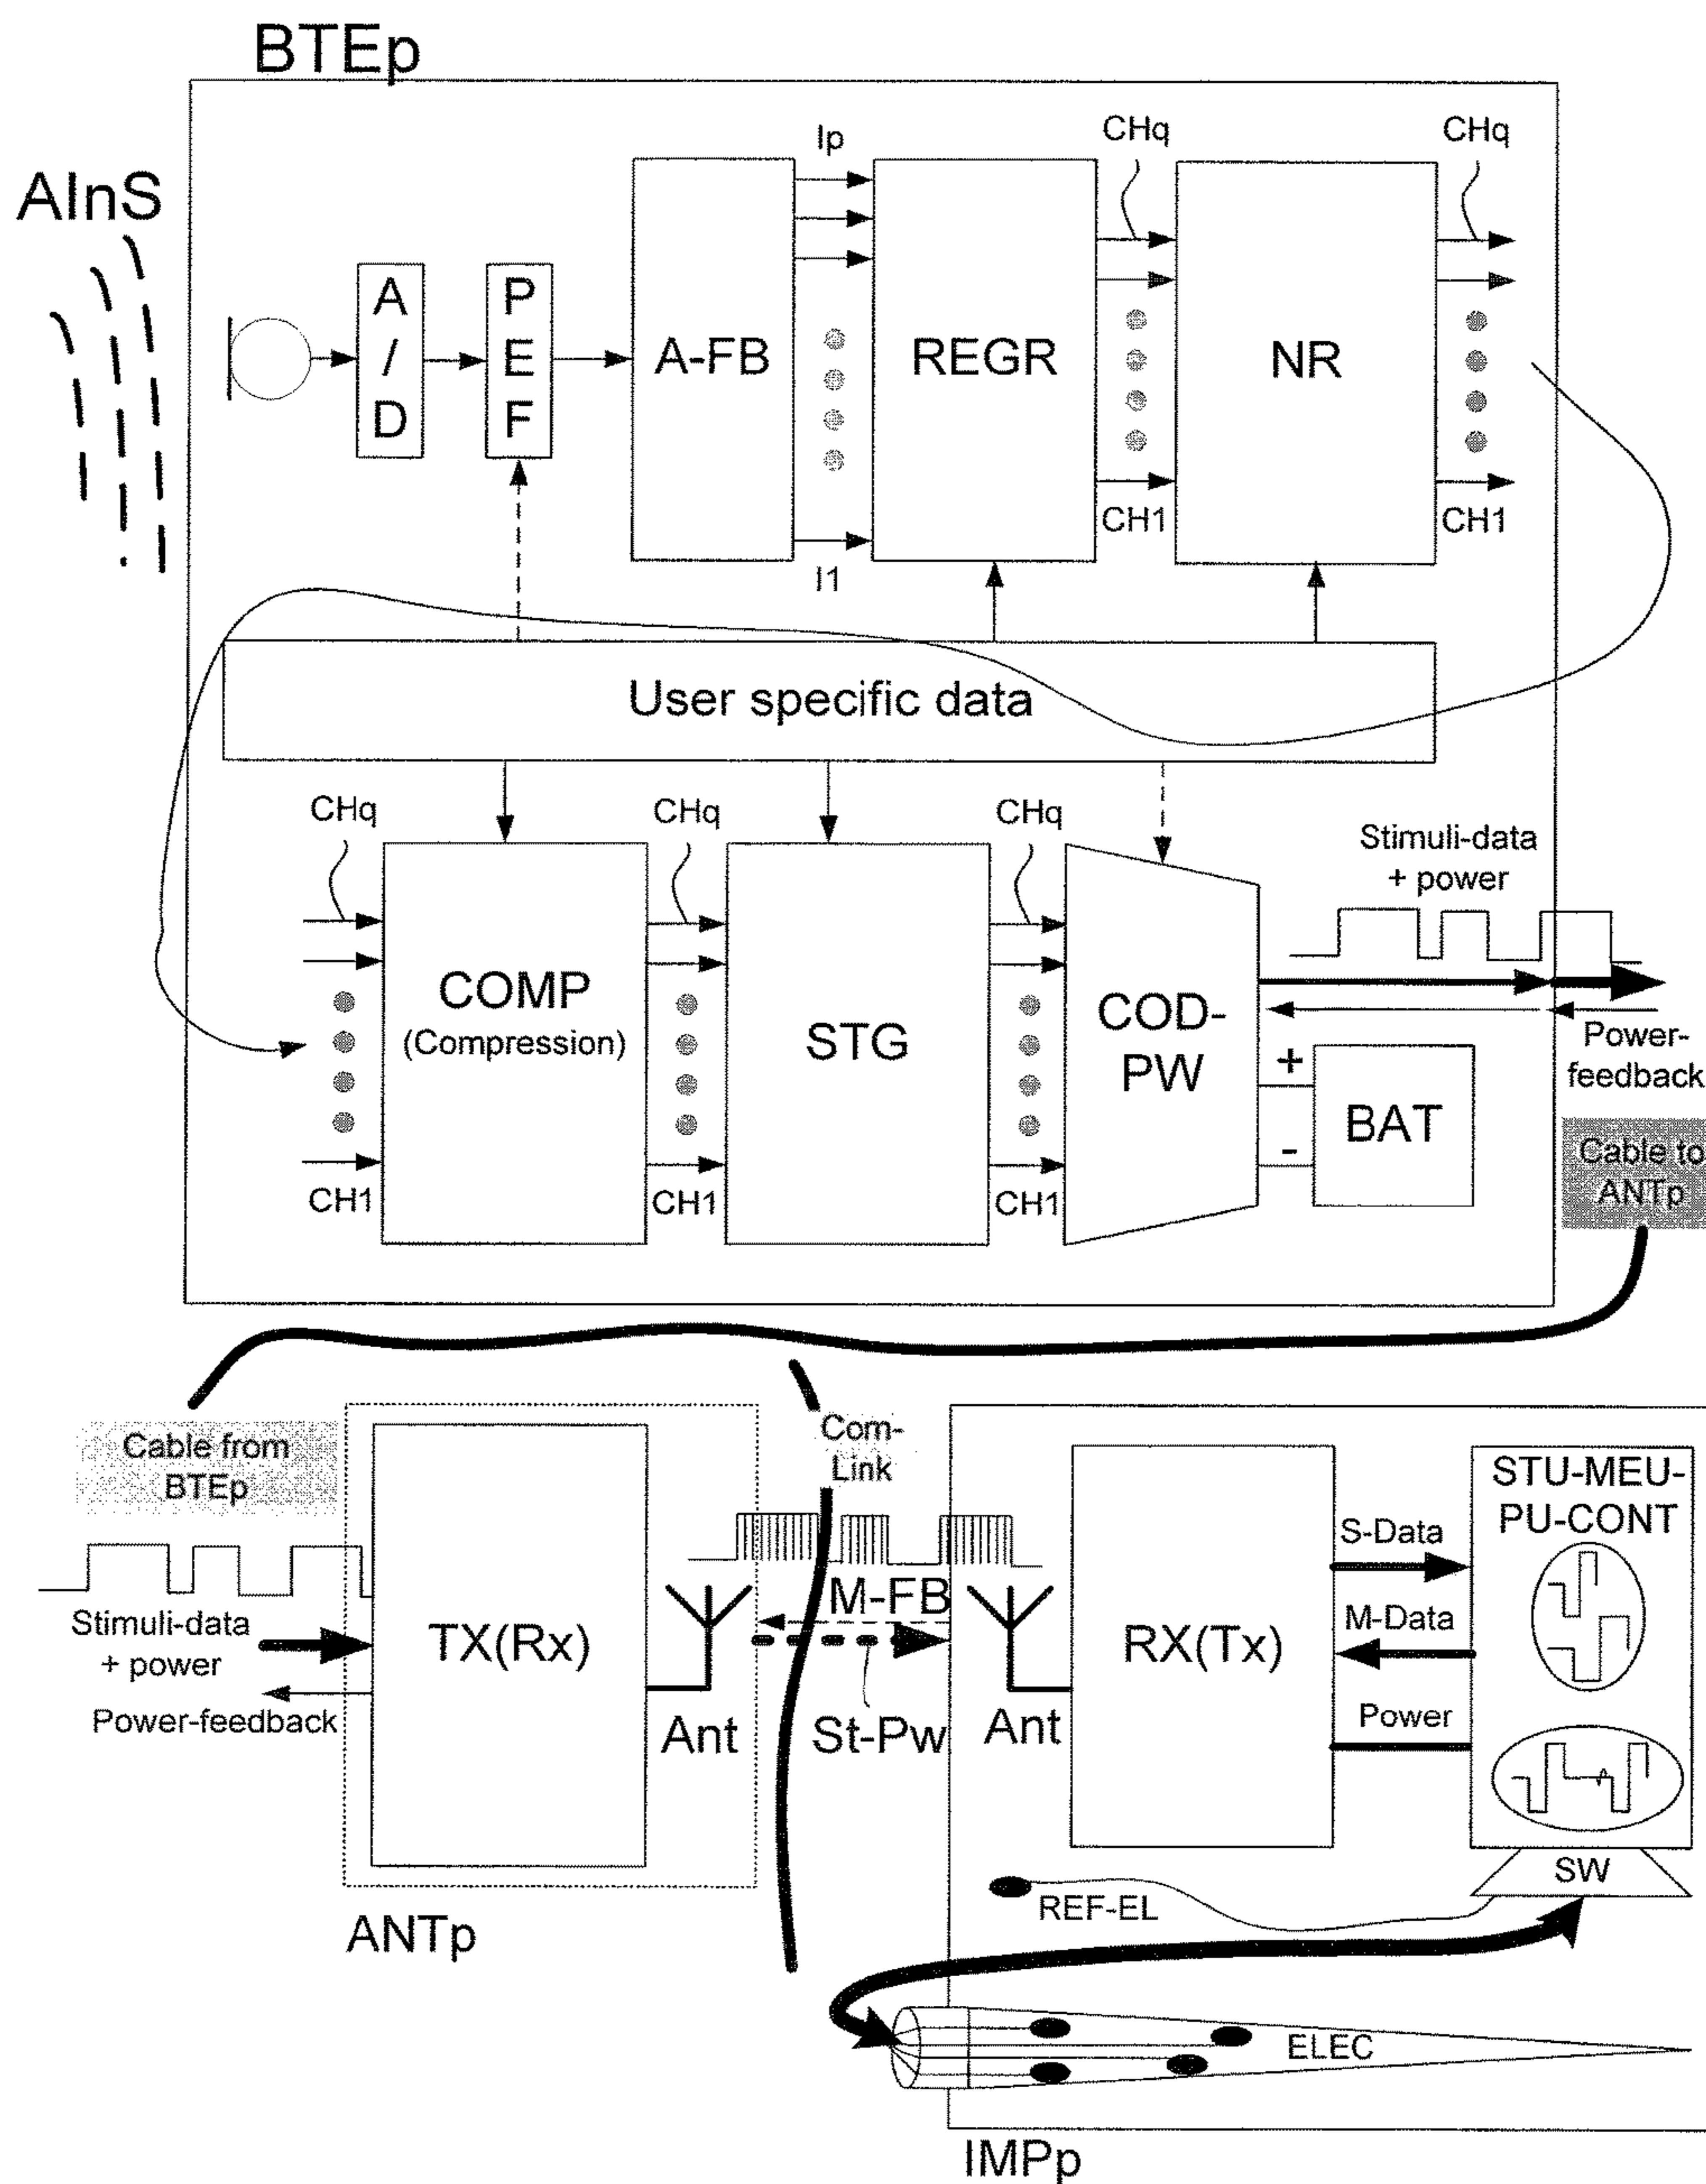 BTEp
AInS
Ip
CHq
CHq
A/D
PEF
A-FB
REGR
NR
I1
CH1
CH1
User specific data
CHq
CHq
CHq
Stimuli-data
+ power
COMP
(Compression)
STG
COD-
PW
+
-
BAT
Power-
feedback
Cable to
ANTp
CH1
CH1
CH1
Cable from
BTEp
Com-
Link
STU-MEU-
PU-CONT
S-Data
M-Data
Power
Stimuli-data
+ power
Power-feedback
TX(Rx)
M-FB
RX(Tx)
Ant
St-Pw
Ant
SW
REF-EL
ANTp
ELEC
IMPp